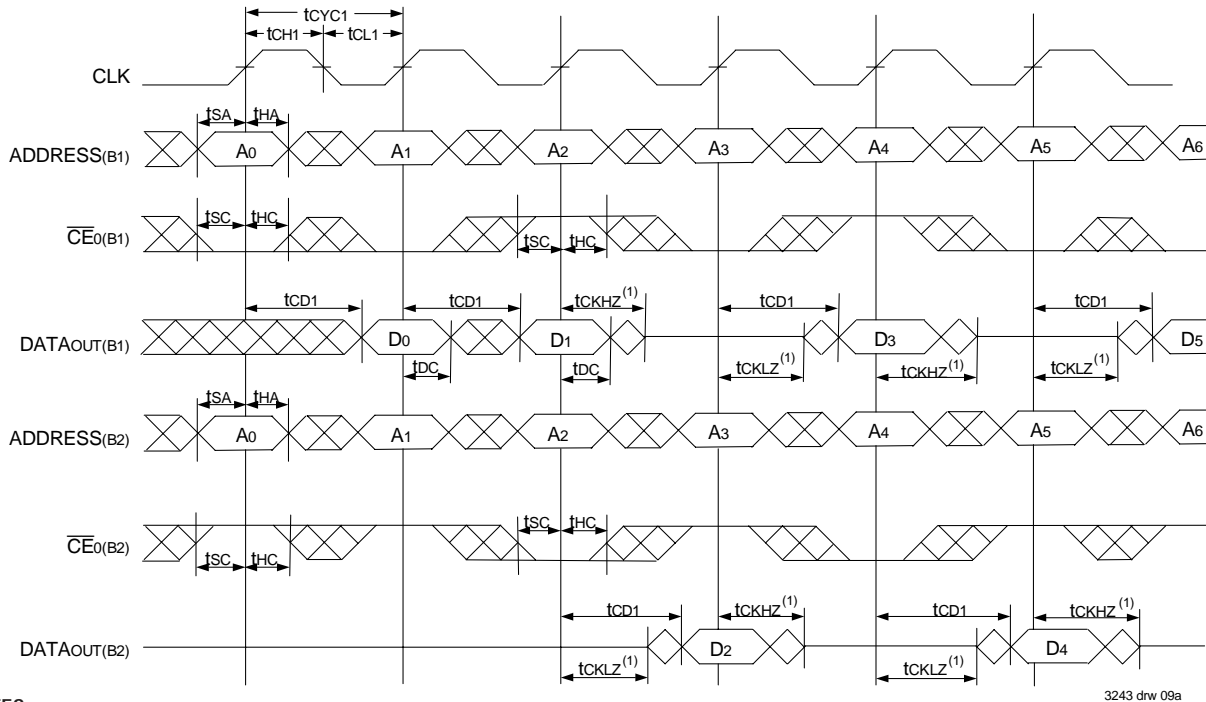 tCYC1
tCH1 tCL1
CLK
tSA tHA
ADDRESS(B1) A0 A1 A2 A3 A4 A5 A6
tSC tHC
CE0(B1)
tSC tHC
tCD1 tCD1 tCKHZ(1) tCD1 tCD1
DATAOUT(B1) D0 D1 D3 D5
tDC tDC tCKLZ(1) tCKHZ(1) tCKLZ(1)
tSA tHA
ADDRESS(B2) A0 A1 A2 A3 A4 A5 A6
tSC tHC
CE0(B2)
tSC tHC
tCD1 tCKHZ(1) tCD1 tCKHZ(1)
DATAOUT(B2) D2 D4
tCKLZ(1) tCKLZ(1)
3243 drw 09a